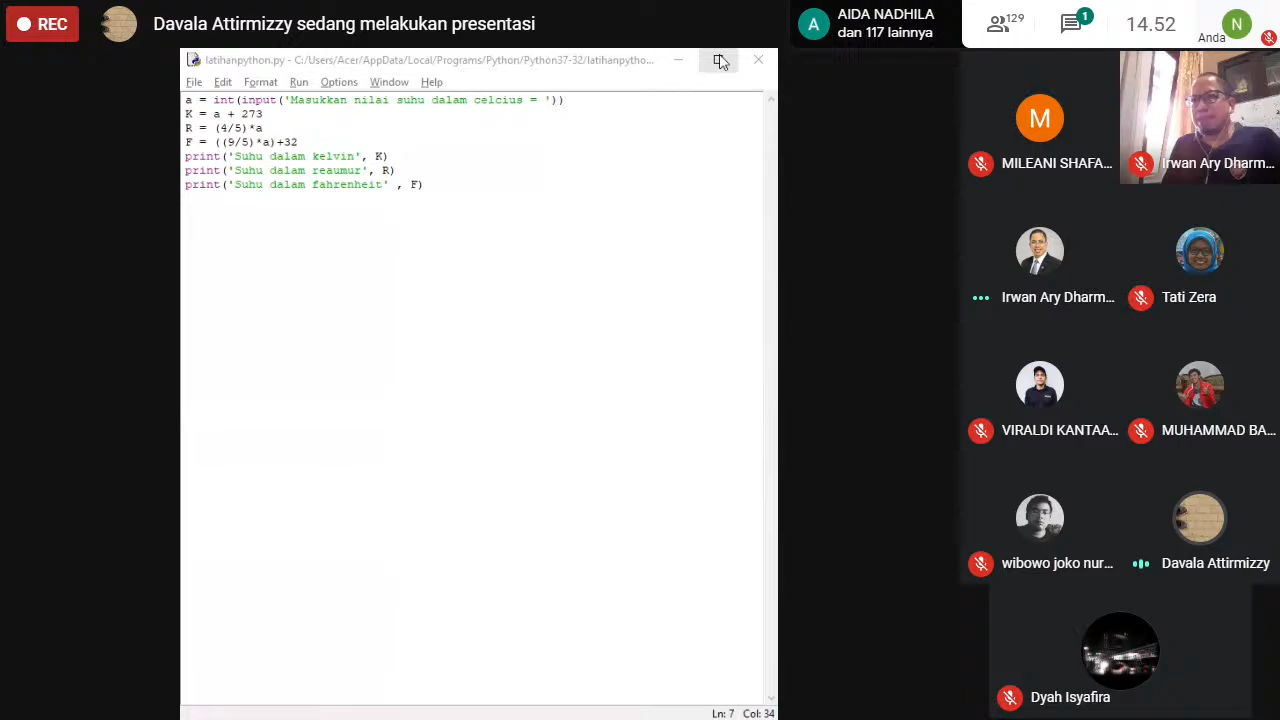 REC
Davala Attirmizzy sedang melakukan presentasi
A
AIDA NADHILA
dan 117 lainnya
129
1
14.52
Anda
N
latihanpython.py - C:/Users/Acer/AppData/Local/Programs/Python/Python37-32/latihanpytho...
File Edit Format Run Options Window Help
a = int(input('Masukkan nilai suhu dalam celcius = '))
K = a + 273
R = (4/5)*a
F = ((9/5)*a)+32
print('Suhu dalam kelvin', K)
print('Suhu dalam reaumur', R)
print('Suhu dalam fahrenheit' , F)
Ln: 7 Col: 34
M
MILEANI SHAFA...
Irwan Ary Dharm...
Irwan Ary Dharm...
Tati Zera
VIRALDI KANTAA...
MUHAMMAD BA...
wibowo joko nur...
Davala Attirmizzy
Dyah Isyafira